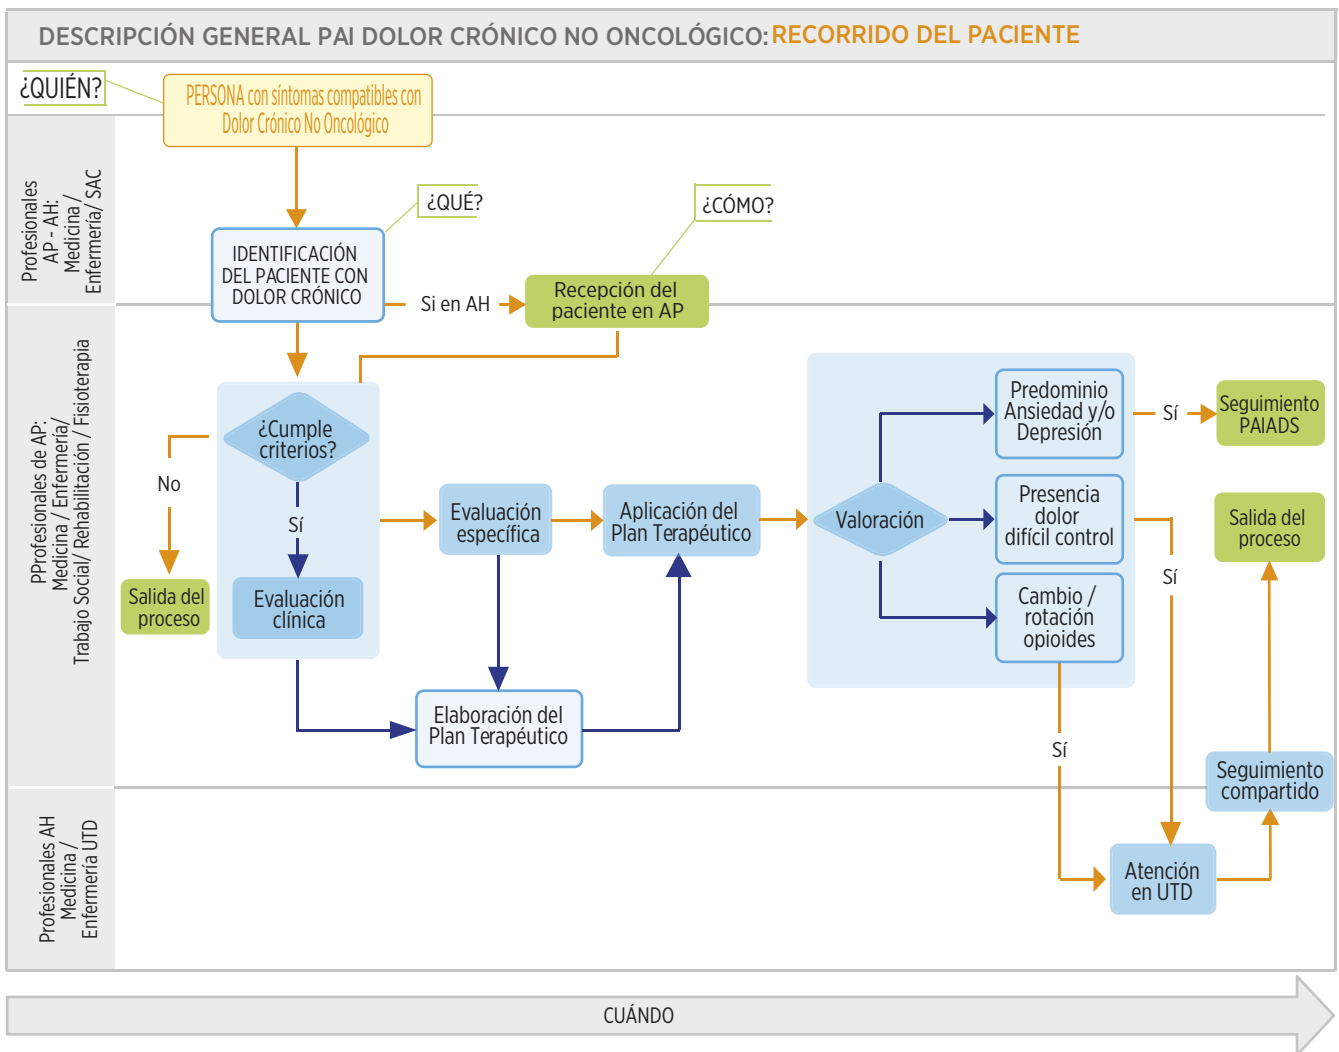 DESCRIPCIÓN GENERAL PAI DOLOR CRÓNICO NO ONCOLÓGICO: RECORRIDO DEL PACIENTE
¿QUIÉN?
PERSONA con síntomas compatibles con
Dolor Crónico No Oncológico
Profesionales
AP - AH:
Medicina /
Enfermería/ SAC
¿QUÉ?
¿CÓMO?
IDENTIFICACIÓN
DEL PACIENTE CON
DOLOR CRÓNICO
Si en AH
Recepción del
paciente en AP
PProfesionales de AP:
Medicina / Enfermería/
Trabajo Social/ Rehabilitación / Fisioterapia
¿Cumple
criterios?
No
Sí
Salida del
proceso
Evaluación
clínica
Evaluación
específica
Elaboración del
Plan Terapéutico
Aplicación del
Plan Terapéutico
Valoración
Predominio
Ansiedad y/o
Depresión
Sí
Seguimiento
PAIADS
Presencia
dolor
difícil control
Sí
Cambio /
rotación
opioides
Sí
Salida del
proceso
Seguimiento
compartido
Profesionales AH
Medicina /
Enfermería UTD
Atención
en UTD
CUÁNDO